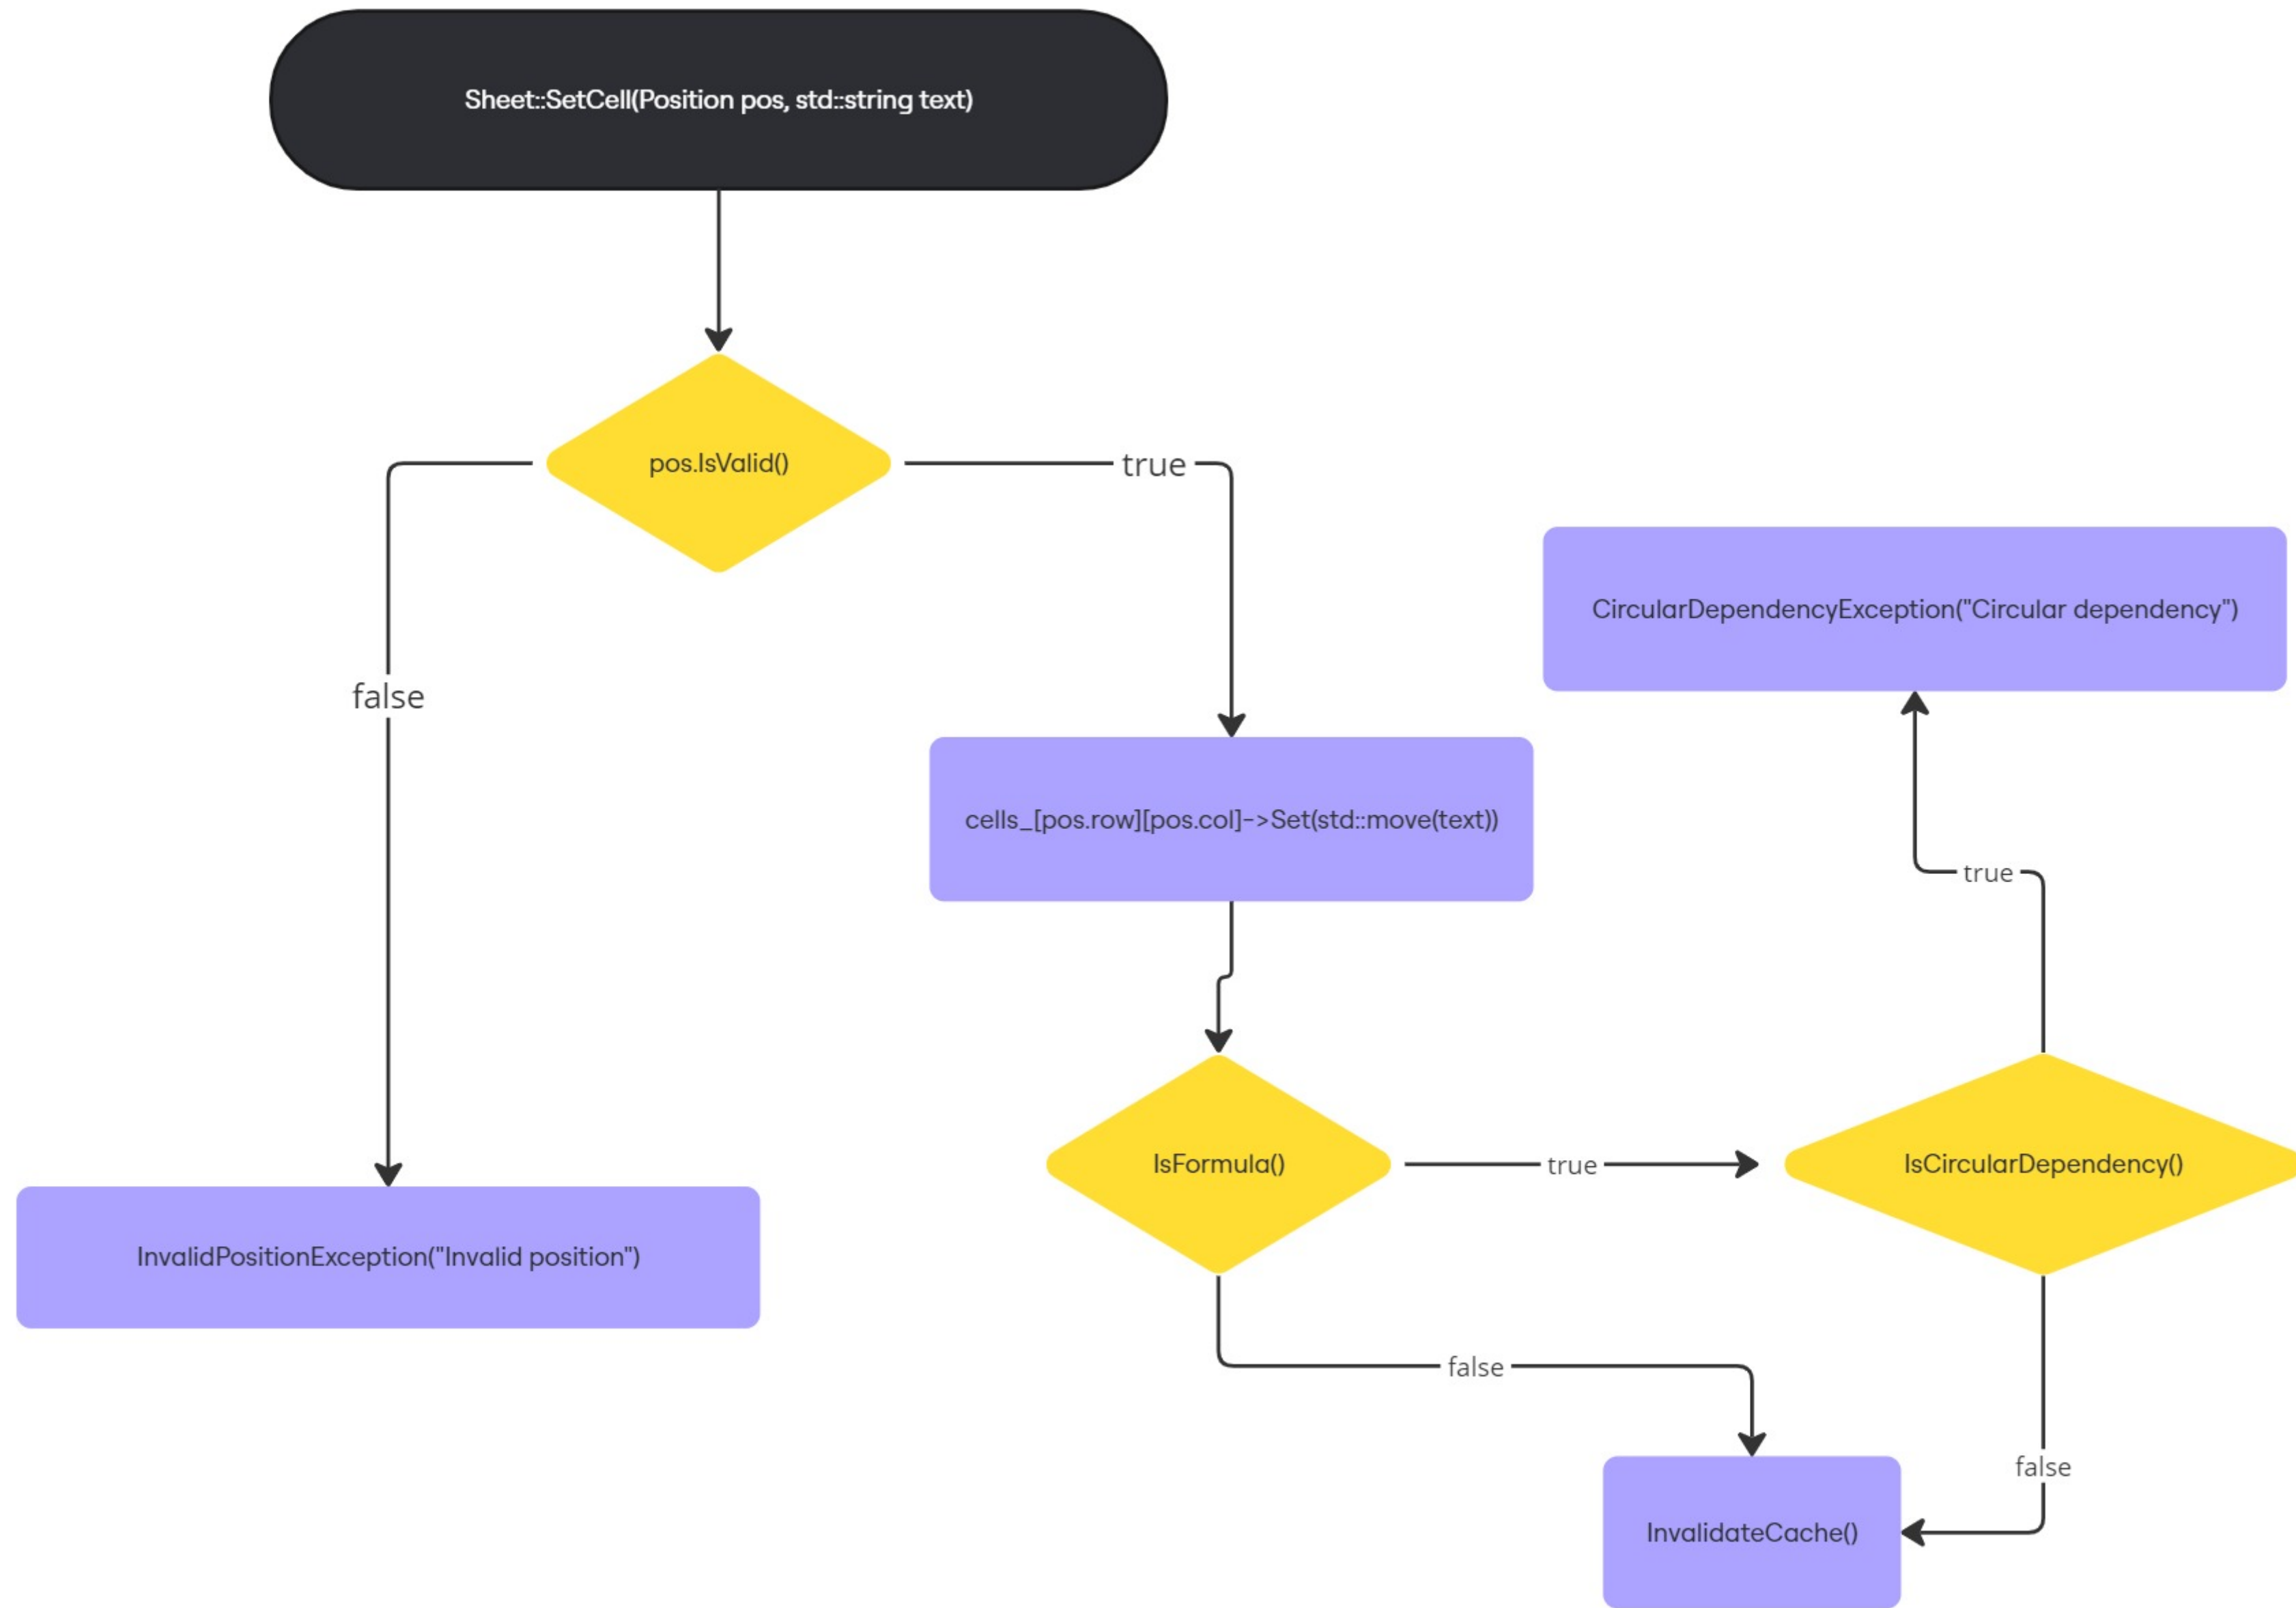 Sheet::SetCell(Position pos, std::string text)
pos.IsValid()
true
false
CircularDependencyException("Circular dependency")
cells_[pos.row][pos.col]->Set(std::move(text))
true
IsFormula()
true
IsCircularDependency()
InvalidPositionException("Invalid position")
false
false
InvalidateCache()